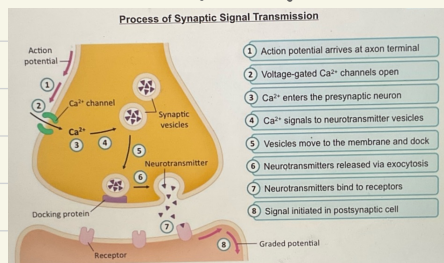 Process of Synaptic Signal Transmission
Action
potential
1
2
Ca²⁺ channel
Ca²⁺
3
4
Synaptic
vesicles
5
Neurotransmitter
6
Docking protein
7
Receptor
8
Graded potential
1 Action potential arrives at axon terminal
2 Voltage-gated Ca²⁺ channels open
3 Ca²⁺ enters the presynaptic neuron
4 Ca²⁺ signals to neurotransmitter vesicles
5 Vesicles move to the membrane and dock
6 Neurotransmitters released via exocytosis
7 Neurotransmitters bind to receptors
8 Signal initiated in postsynaptic cell